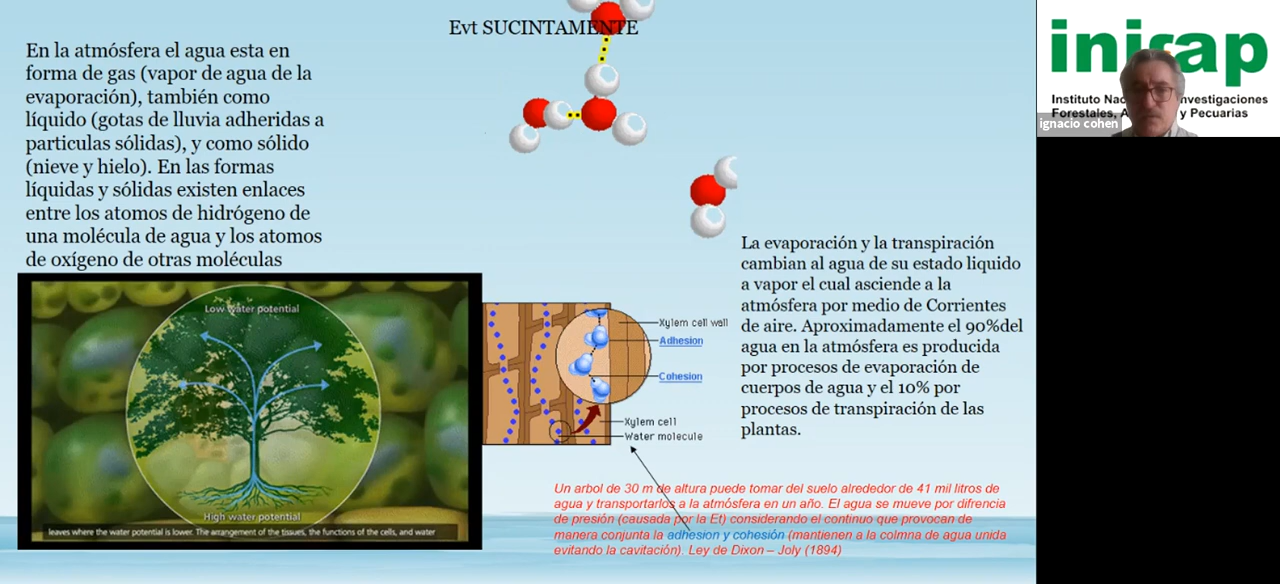 Evt SUCINTAMENTE
En la atmósfera el agua esta en
forma de gas (vapor de agua de la
evaporación), también como
líquido (gotas de lluvia adheridas a
particulas sólidas), y como sólido
(nieve y hielo). En las formas
líquidas y sólidas existen enlaces
entre los atomos de hidrógeno de
una molécula de agua y los atomos
de oxígeno de otras moléculas
Low water potential
High water potential
leaves where the water potential is lower. The arrangement of the tissues, the functions of the cells, and water
Xylem cell wall
Adhesion
Cohesion
Xylem cell
Water molecule
La evaporación y la transpiración
cambian al agua de su estado liquido
a vapor el cual asciende a la
atmósfera por medio de Corrientes
de aire. Aproximadamente el 90%del
agua en la atmósfera es producida
por procesos de evaporación de
cuerpos de agua y el 10% por
procesos de transpiración de las
plantas.
Un arbol de 30 m de altura puede tomar del suelo alrededor de 41 mil litros de
agua y transportarlos a la atmósfera en un año. El agua se mueve por difrencia
de presión (causada por la Et) considerando el continuo que provocan de
manera conjunta la adhesion y cohesión (mantienen a la colmna de agua unida
evitando la cavitación). Ley de Dixon – Joly (1894)
Instituto
Forestales, y Pecuarias
ignacio cohen